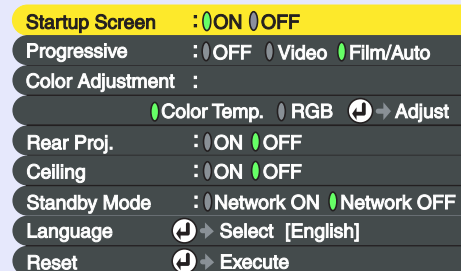 Startup Screen : ON OFF
Progressive : OFF Video Film/Auto
Color Adjustment :
Color Temp. RGB Adjust
Rear Proj. : ON OFF
Ceiling : ON OFF
Standby Mode : Network ON Network OFF
Language Select [English]
Reset Execute